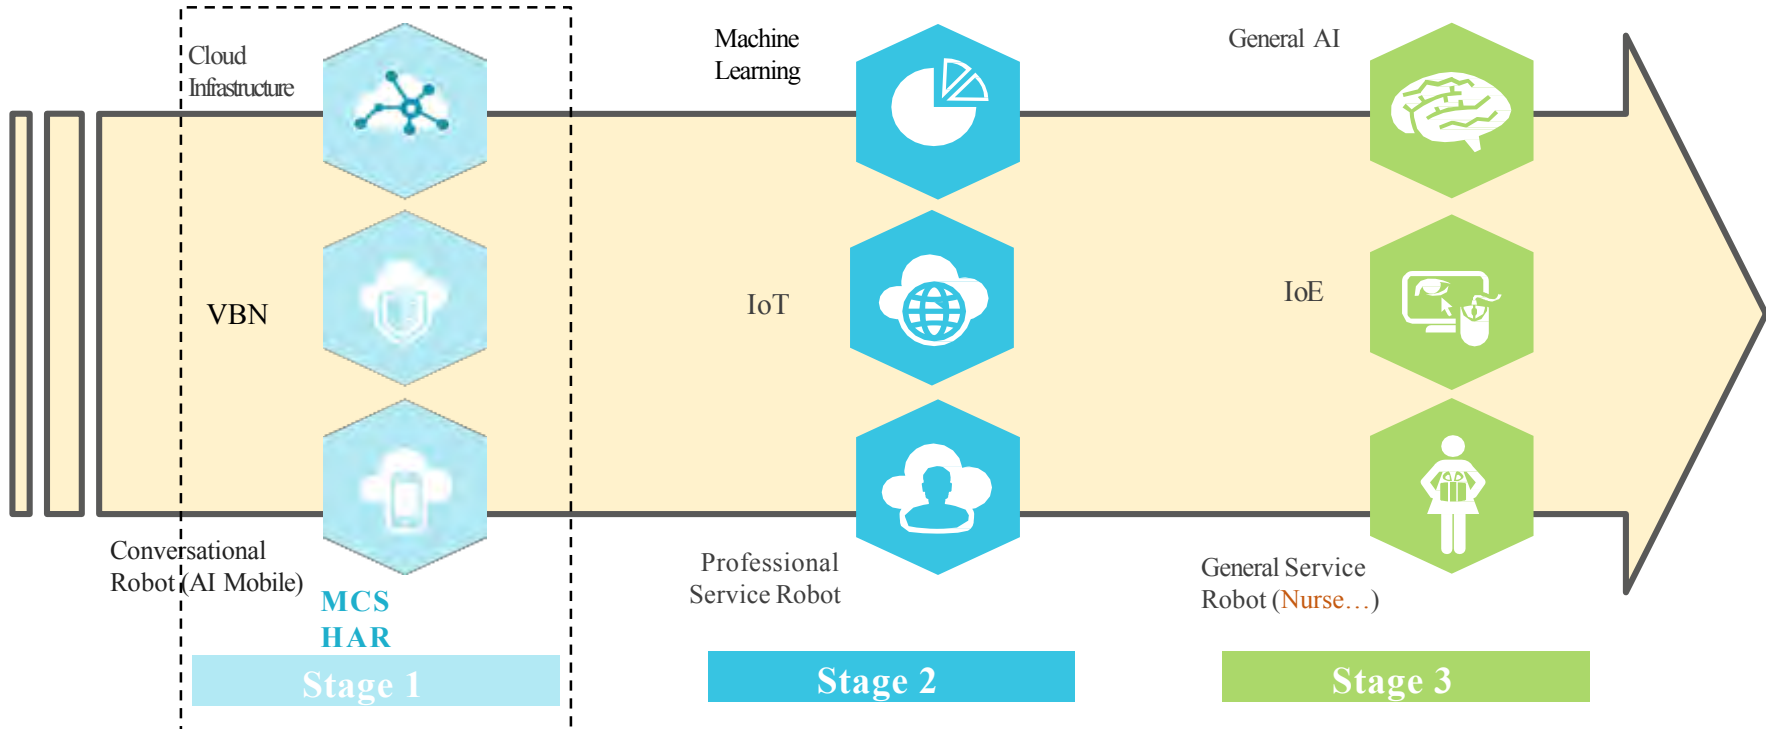 Cloud
Infrastructure
Machine
Learning
General AI
VBN
IoT
IoE
Conversational
Robot (AI Mobile)
Professional
Service Robot
General Service
Robot (Nurse…)
MCS
HAR
Stage 1
Stage 2
Stage 3